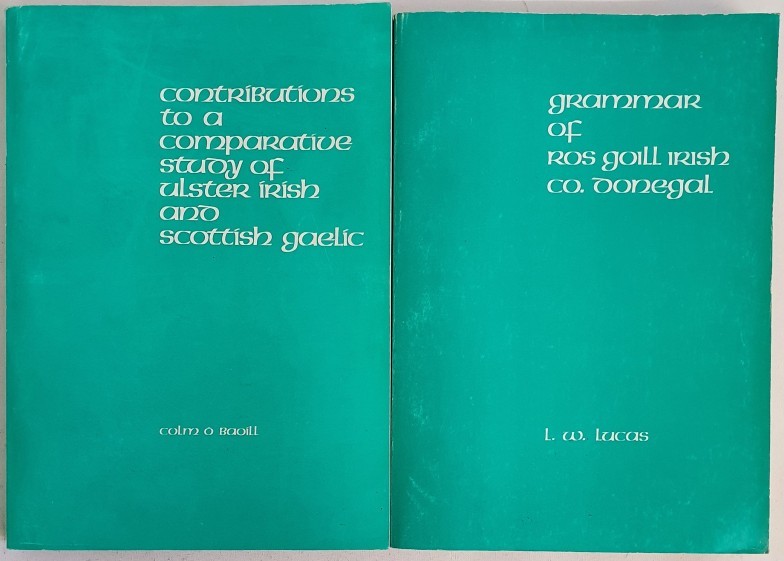 contributions
to a
comparative
study of
ulster irish
and
scottish gaelic
colm ó baoill
grammar
of
ros goill irish
co. donegal
l. w. lucas